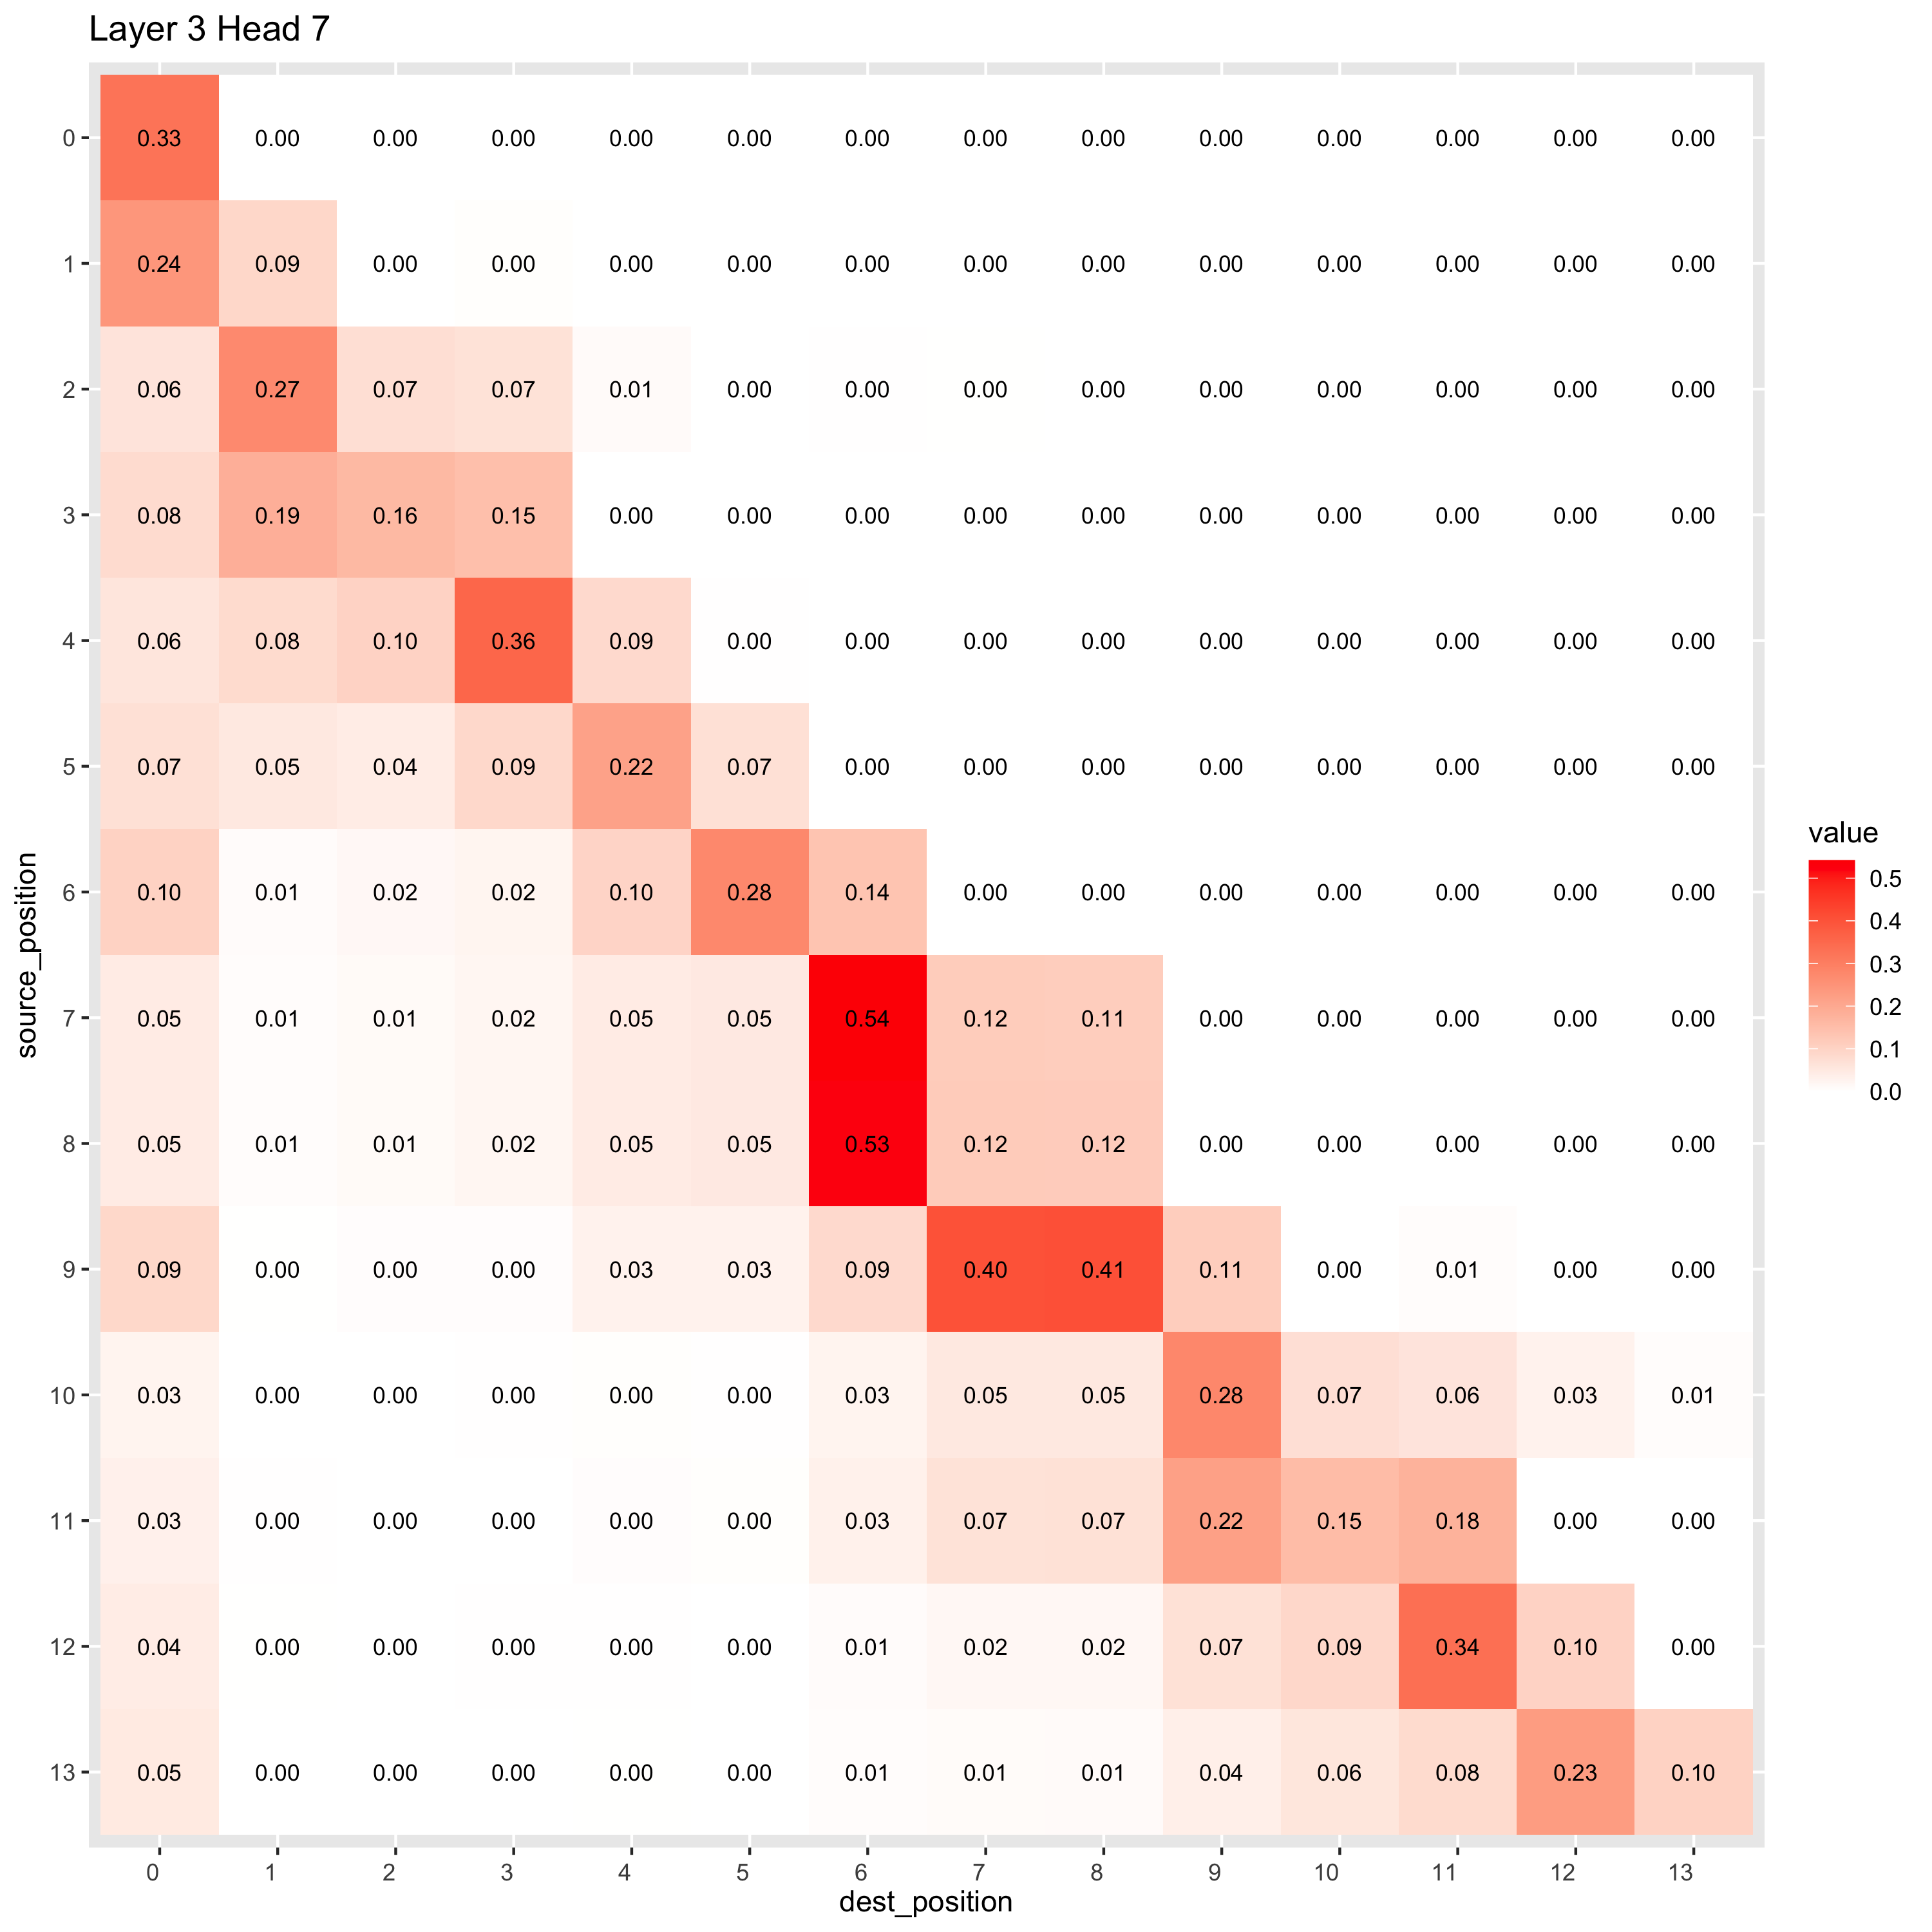 Layer 3 Head 7
0 0.33 0.00 0.00 0.00 0.00 0.00 0.00 0.00 0.00 0.00 0.00 0.00 0.00 0.00
1 0.24 0.09 0.00 0.00 0.00 0.00 0.00 0.00 0.00 0.00 0.00 0.00 0.00 0.00
2 0.06 0.27 0.07 0.07 0.01 0.00 0.00 0.00 0.00 0.00 0.00 0.00 0.00 0.00
3 0.08 0.19 0.16 0.15 0.00 0.00 0.00 0.00 0.00 0.00 0.00 0.00 0.00 0.00
4 0.06 0.08 0.10 0.36 0.09 0.00 0.00 0.00 0.00 0.00 0.00 0.00 0.00 0.00
5 0.07 0.05 0.04 0.09 0.22 0.07 0.00 0.00 0.00 0.00 0.00 0.00 0.00 0.00
6 0.10 0.01 0.02 0.02 0.10 0.28 0.14 0.00 0.00 0.00 0.00 0.00 0.00 0.00
7 0.05 0.01 0.01 0.02 0.05 0.05 0.54 0.12 0.11 0.00 0.00 0.00 0.00 0.00
8 0.05 0.01 0.01 0.02 0.05 0.05 0.53 0.12 0.12 0.00 0.00 0.00 0.00 0.00
9 0.09 0.00 0.00 0.00 0.03 0.03 0.09 0.40 0.41 0.11 0.00 0.01 0.00 0.00
10 0.03 0.00 0.00 0.00 0.00 0.00 0.03 0.05 0.05 0.28 0.07 0.06 0.03 0.01
11 0.03 0.00 0.00 0.00 0.00 0.00 0.03 0.07 0.07 0.22 0.15 0.18 0.00 0.00
12 0.04 0.00 0.00 0.00 0.00 0.00 0.01 0.02 0.02 0.07 0.09 0.34 0.10 0.00
13 0.05 0.00 0.00 0.00 0.00 0.00 0.01 0.01 0.01 0.04 0.06 0.08 0.23 0.10
0 1 2 3 4 5 6 7 8 9 10 11 12 13
dest_position
source_position
value
0.5
0.4
0.3
0.2
0.1
0.0